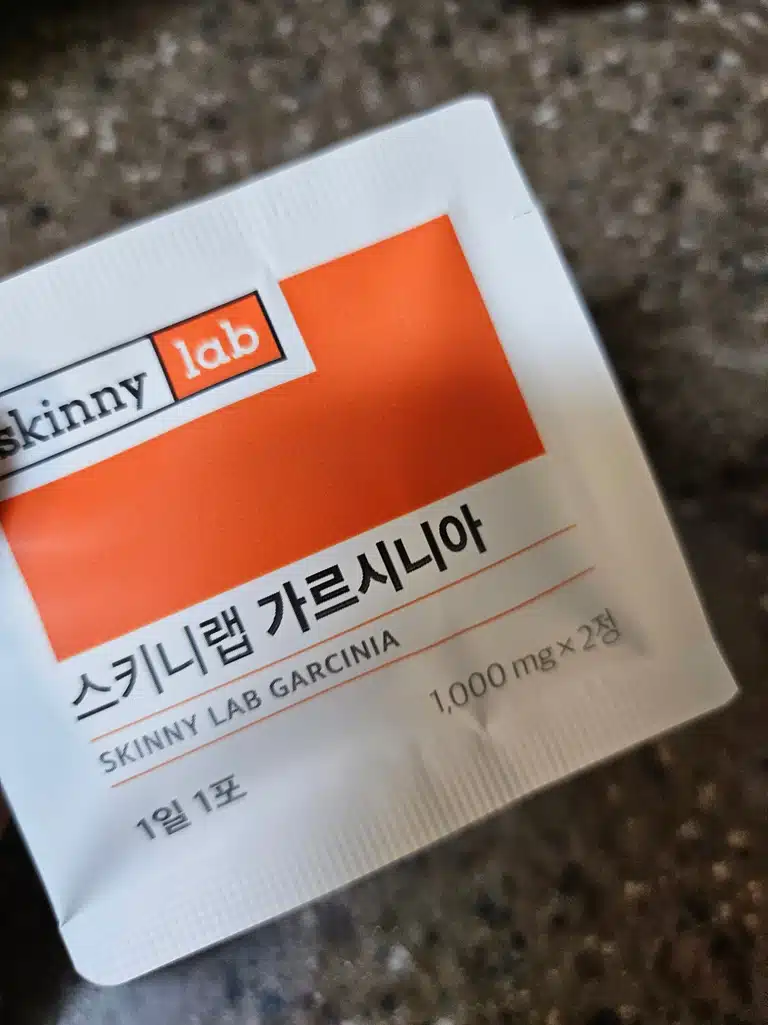 skinny lab
스키니랩 가르시니아
SKINNY LAB GARCINIA
1,000 mg × 2정
1일 1포